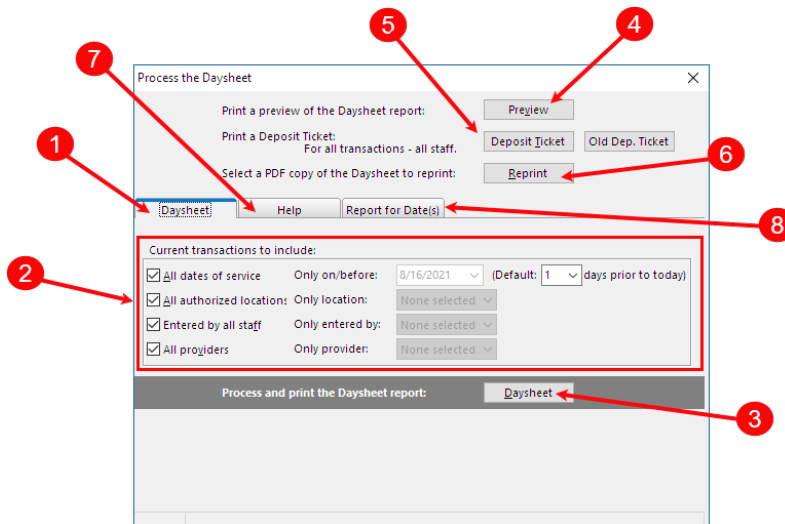 5
4
7
Process the Daysheet
Print a preview of the Daysheet report: Preview
1
Print a Deposit Ticket: Deposit Ticket Old Dep. Ticket
For all transactions - all staff.
6
Select a PDF copy of the Daysheet to reprint: Reprint
Daysheet Help Report for Date(s)
8
Current transactions to include:
2
All dates of service Only on/before: 8/16/2021 (Default: 1 days prior to today)
All authorized locations Only location: None selected
Entered by all staff Only entered by: None selected
All providers Only provider: None selected
Process and print the Daysheet report: Daysheet
3